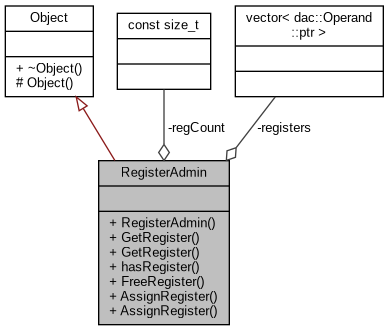 Object
+ ~Object()
# Object()
const size_t
vector< dac::Operand
::ptr >
-regCount
-registers
RegisterAdmin
+ RegisterAdmin()
+ GetRegister()
+ GetRegister()
+ hasRegister()
+ FreeRegister()
+ AssignRegister()
+ AssignRegister()